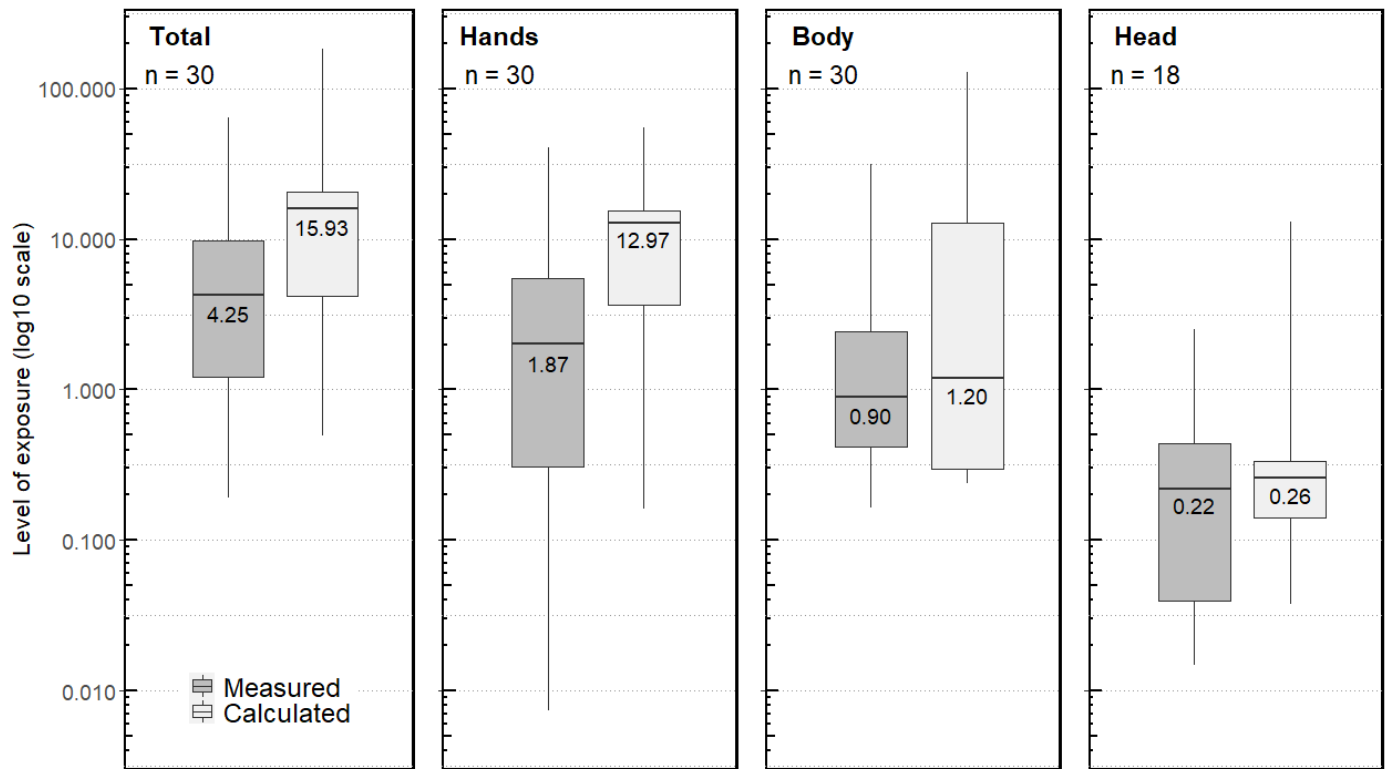 Total
n = 30
Hands
n = 30
Body
n = 30
Head
n = 18
Level of exposure (log10 scale)
100.000
10.000
1.000
0.100
0.010
4.25
15.93
1.87
12.97
0.90
1.20
0.22
0.26
Measured
Calculated